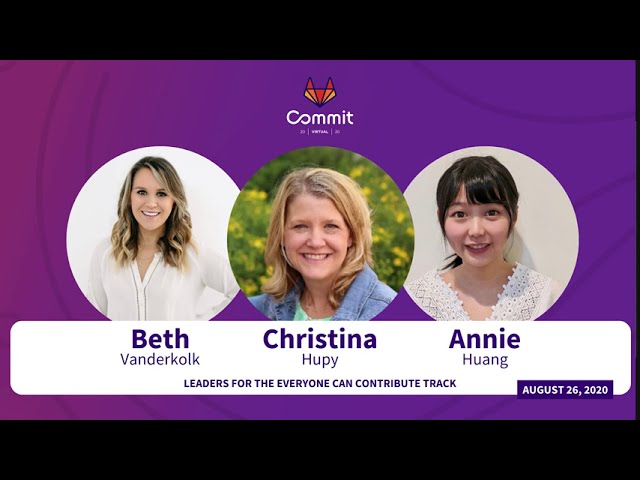 Commit
20 | VIRTUAL | 20
Beth
Vanderkolk
Christina
Hupy
Annie
Huang
LEADERS FOR THE EVERYONE CAN CONTRIBUTE TRACK
AUGUST 26, 2020